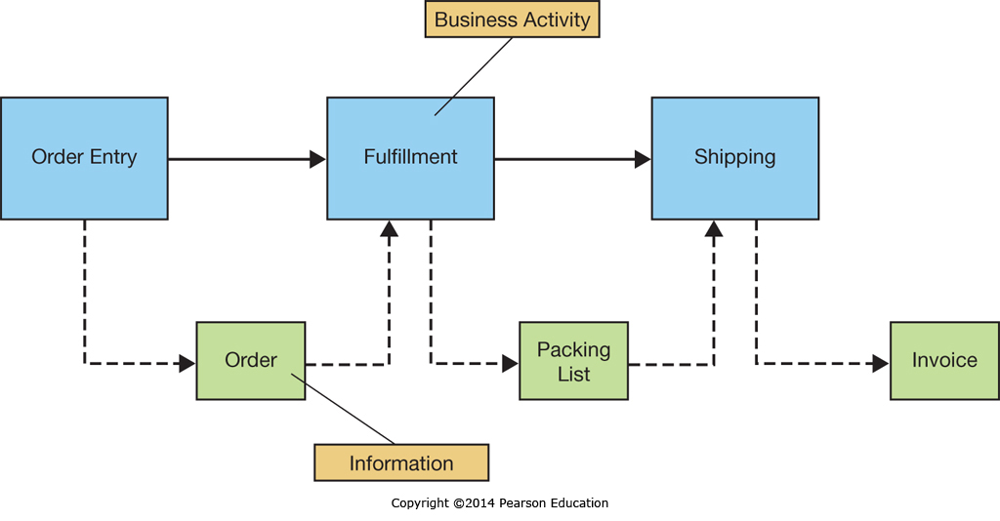 Business Activity
Order Entry
Fulfillment
Shipping
Order
Packing
List
Invoice
Information
Copyright ©2014 Pearson Education